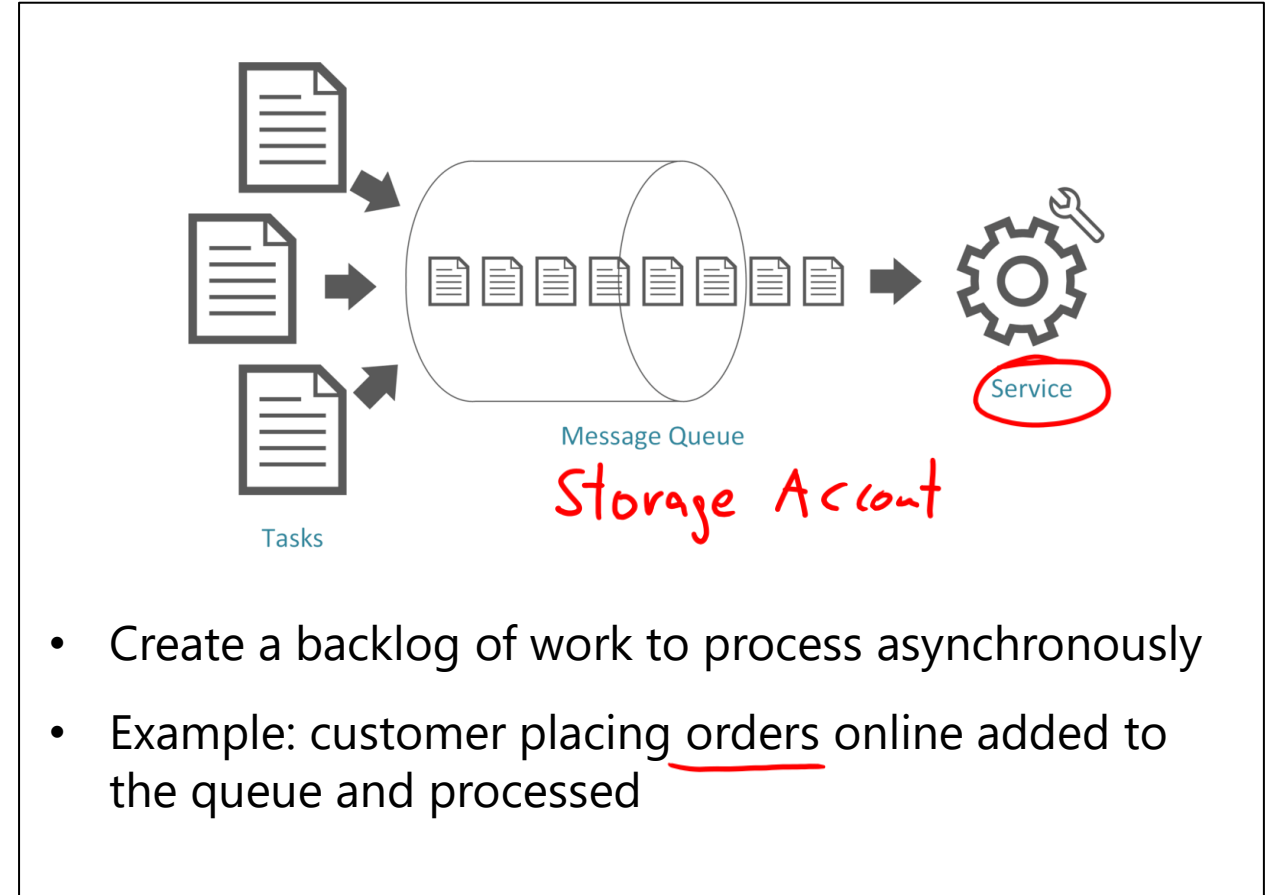 Service
Message Queue
Storage Accont
Tasks
• Create a backlog of work to process asynchronously
• Example: customer placing orders online added to
the queue and processed